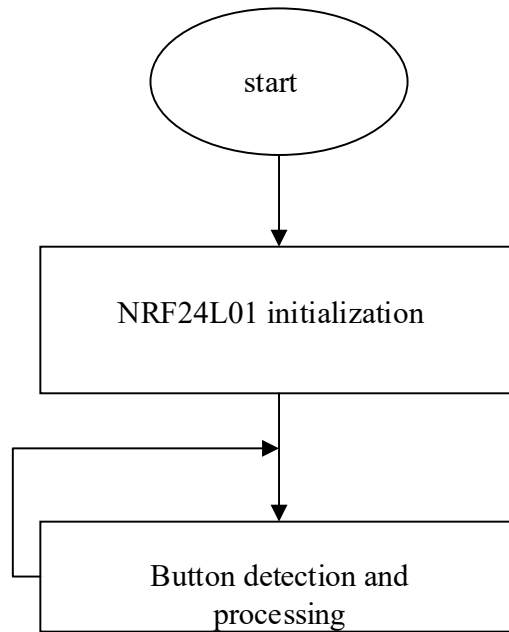 start
NRF24L01 initialization
Button detection and
processing